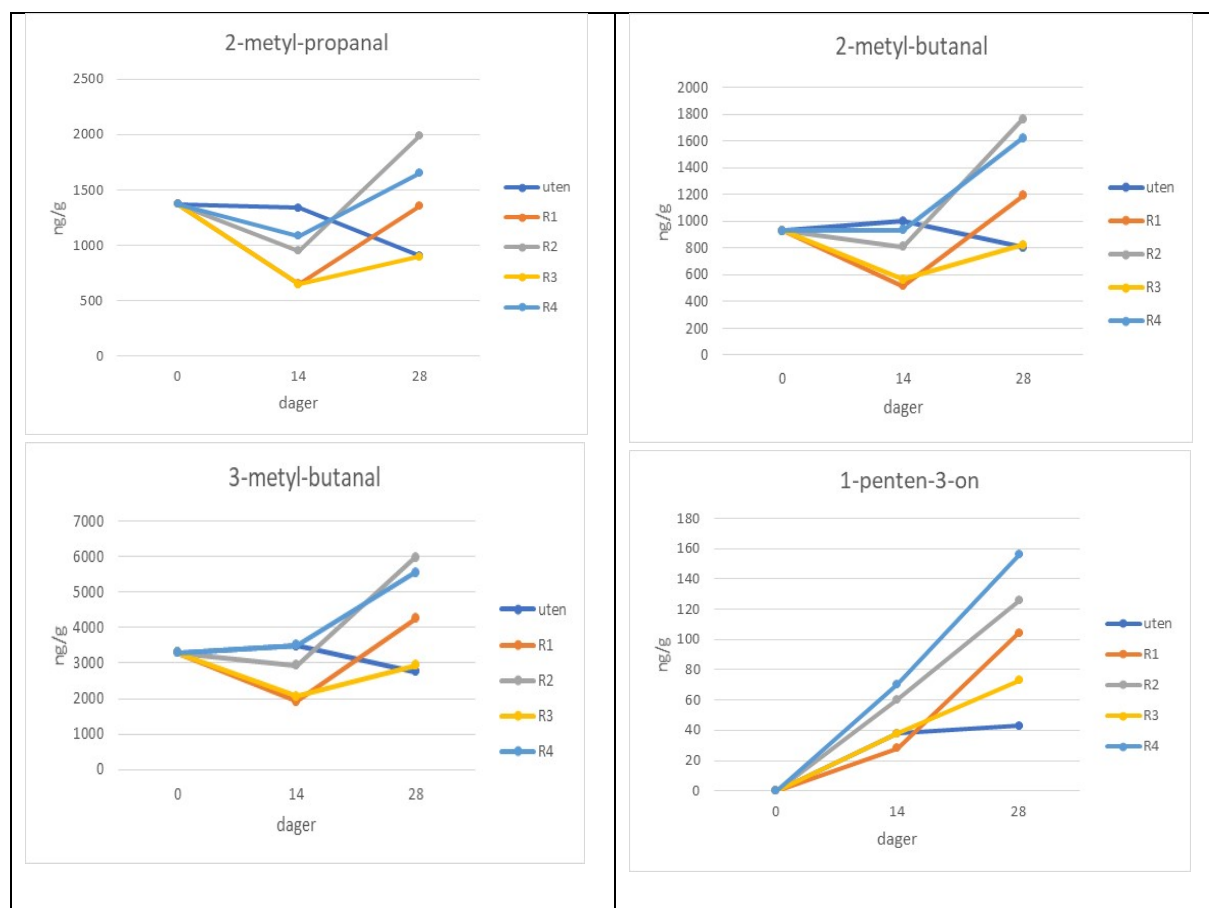 2-metyl-propanal
2500
2000
1500
1000
500
0
ng/g
0 14 28
dager
uten
R1
R2
R3
R4
2-metyl-butanal
2000
1800
1600
1400
1200
1000
800
600
400
200
0
ng/g
0 14 28
dager
uten
R1
R2
R3
R4
3-metyl-butanal
7000
6000
5000
4000
3000
2000
1000
0
ng/g
0 14 28
dager
uten
R1
R2
R3
R4
1-penten-3-on
180
160
140
120
100
80
60
40
20
0
ng/g
0 14 28
dager
uten
R1
R2
R3
R4